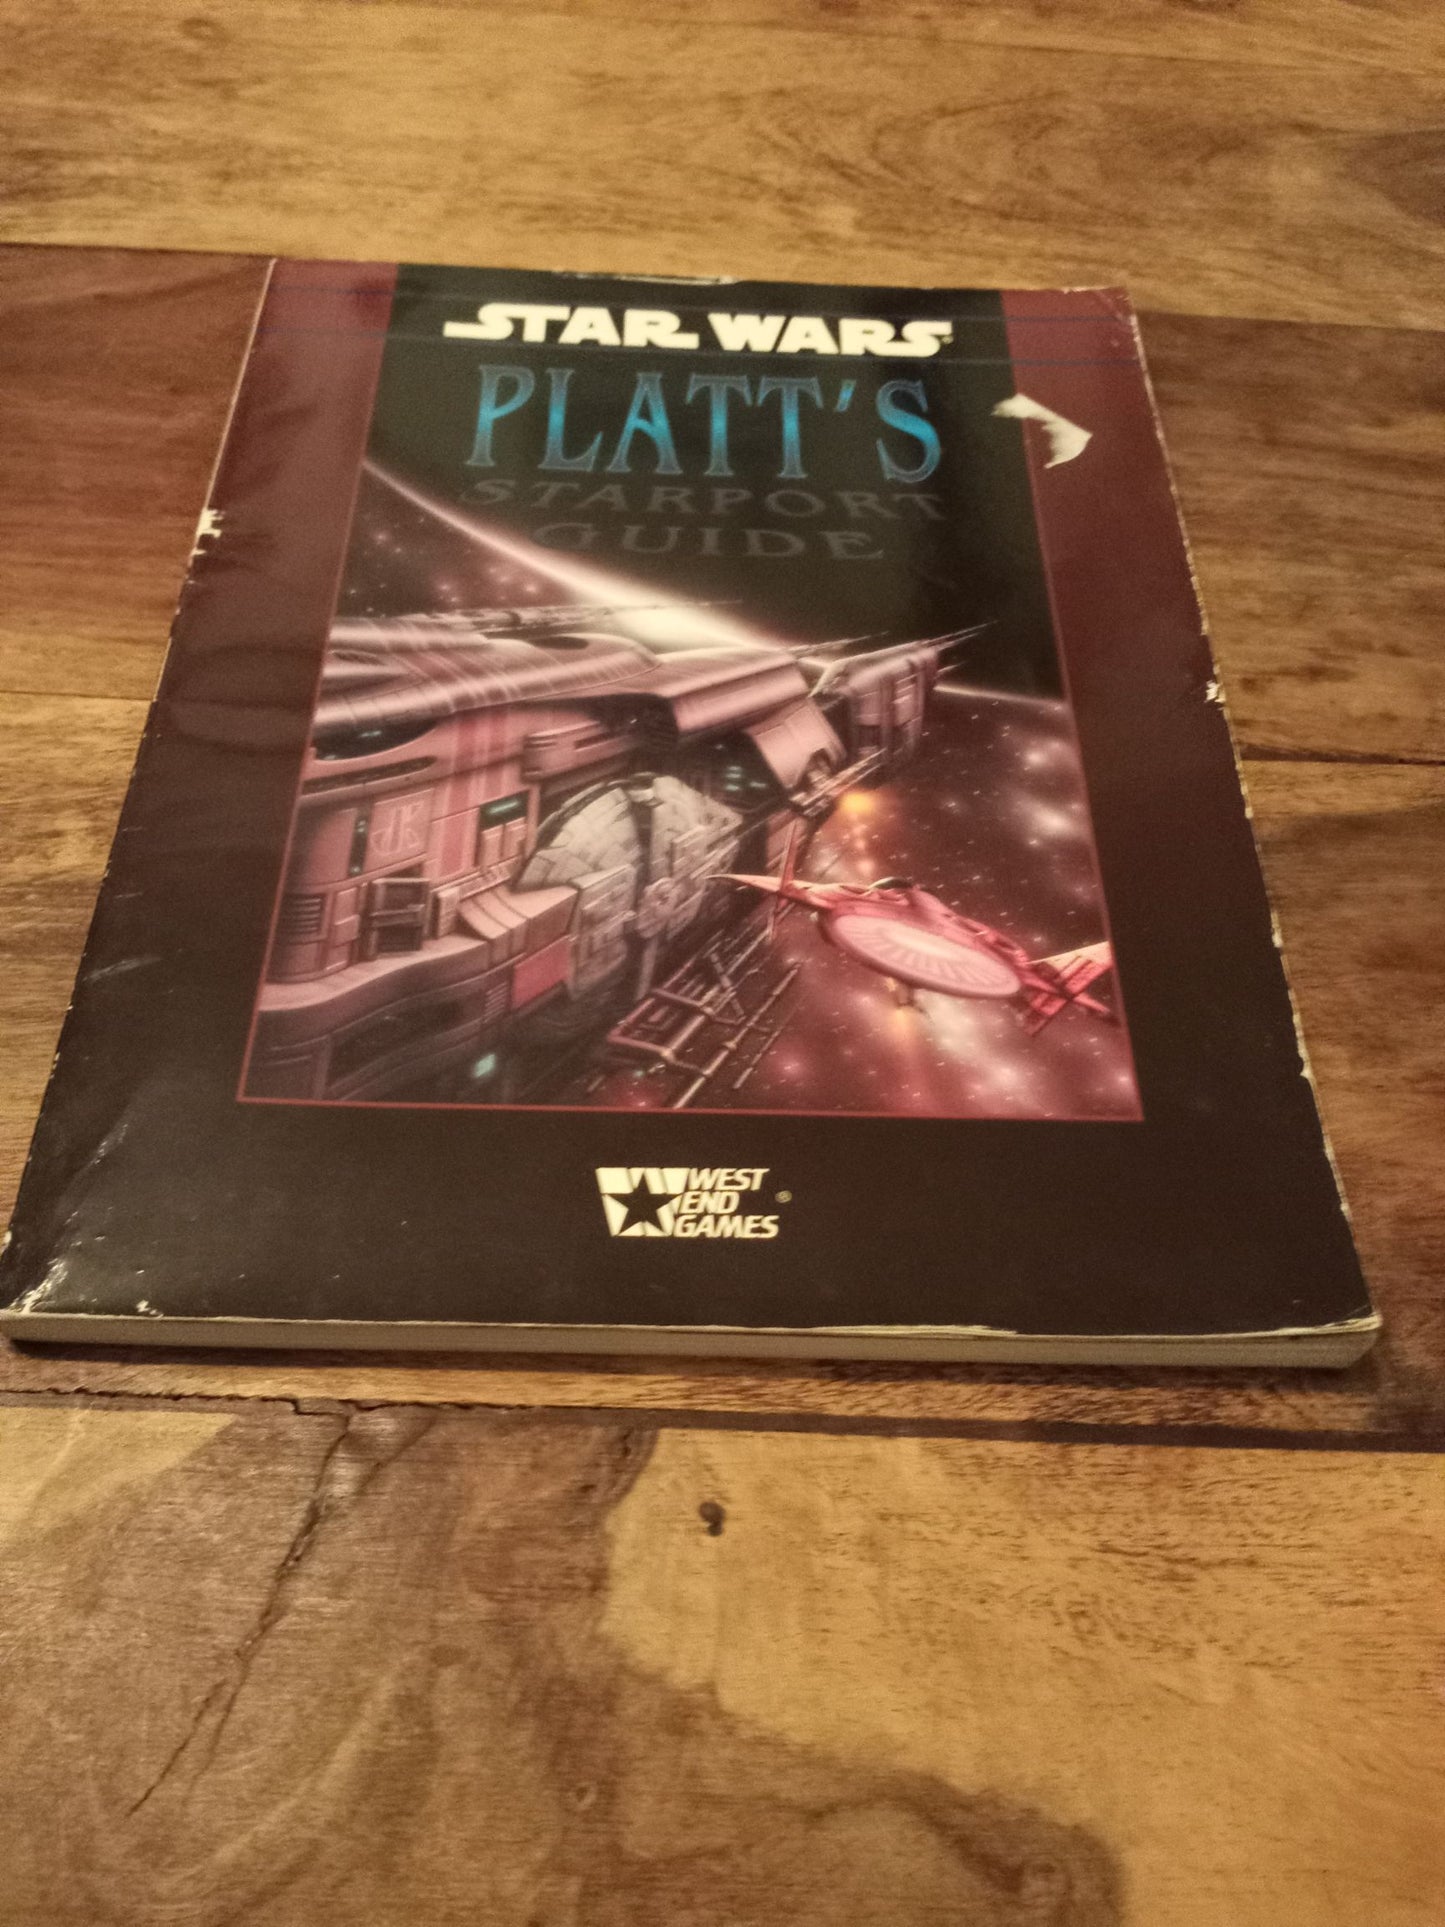 STAR WARS®
PLATT'S
STARPORT
GUIDE
WEST
END
GAMES®